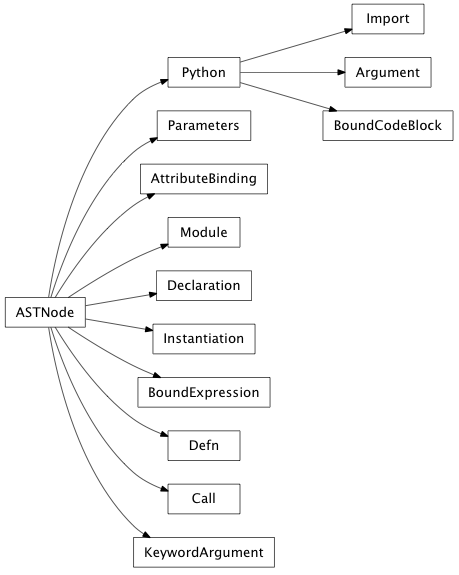 Import
Python
Argument
Parameters
BoundCodeBlock
AttributeBinding
Module
Declaration
ASTNode
Instantiation
BoundExpression
Defn
Call
KeywordArgument